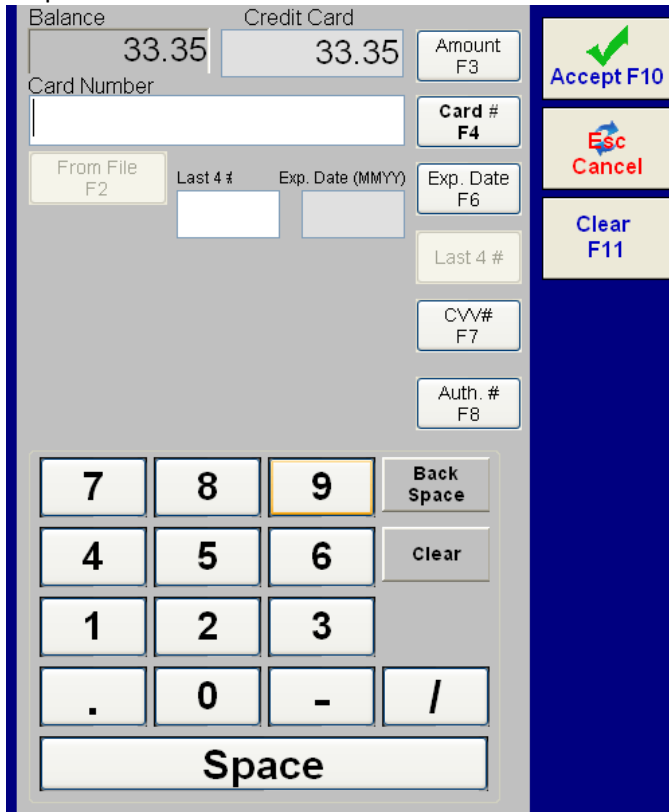 Balance
Credit Card
33.35
33.35
Amount
F3
Accept F10
Card Number
Card #
F4
Esc
Cancel
From File
F2
Last 4 #
Exp. Date (MMYY)
Exp. Date
F6
Clear
F11
Last 4 #
CVV#
F7
Auth. #
F8
7
8
9
Back
Space
4
5
6
Clear
1
2
3
.
0
-
/
Space